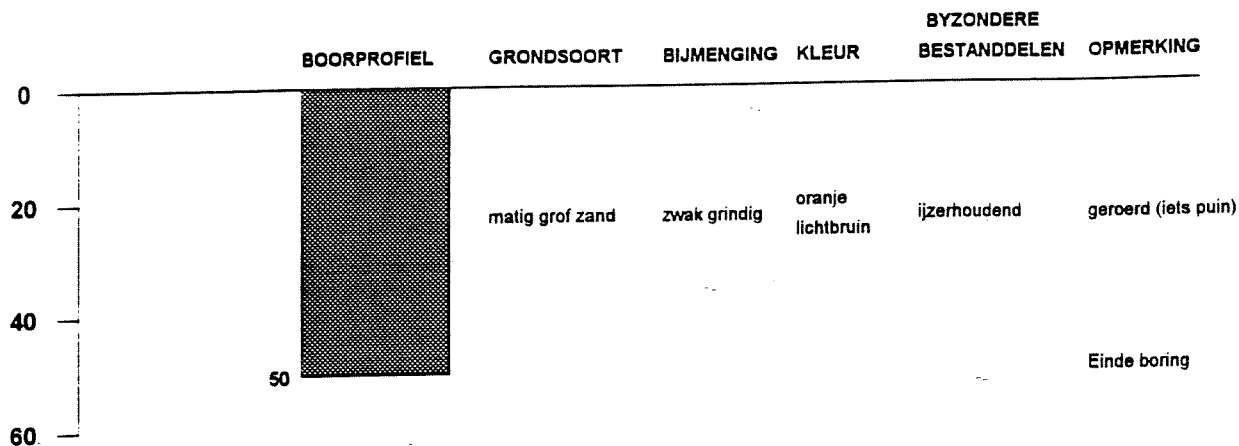 BYZONDERE
BOORPROFIEL GRONDSOORT BIJMENGING KLEUR BESTANDDELEN OPMERKING
0
oranje
20 matig grof zand zwak grindig ijzerhoudend geroerd (iets puin)
lichtbruin
40
Einde boring
50
60